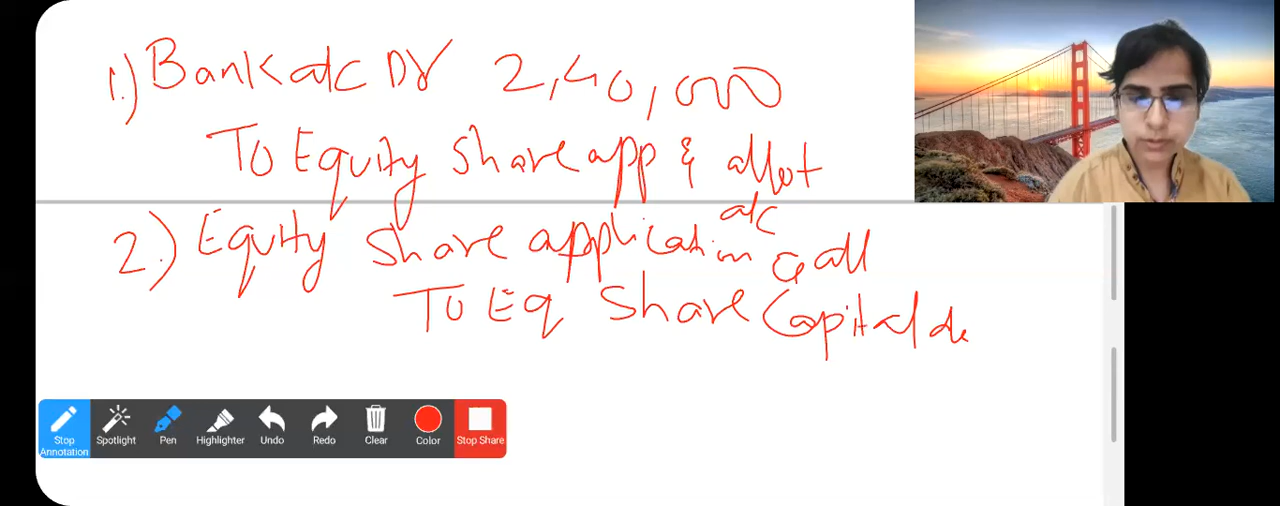 1.) Bank a/c Dr 2,40,000
To Equity Share app & allot
a/c
2.) Equity Share application & all
To Eq Share Capital a/c
Stop Annotation
Spotlight
Pen
Highlighter
Undo
Redo
Clear
Color
Stop Share